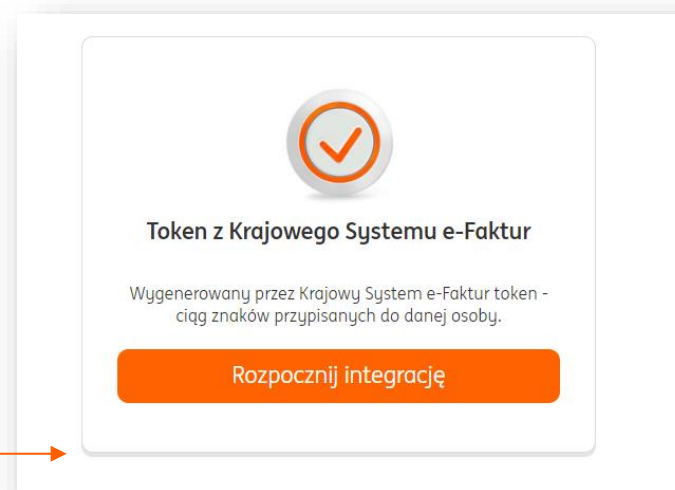 Token z Krajowego Systemu e-Faktur
Wygenerowany przez Krajowy System e-Faktur token -
ciąg znaków przypisanych do danej osoby.
Rozpocznij integrację